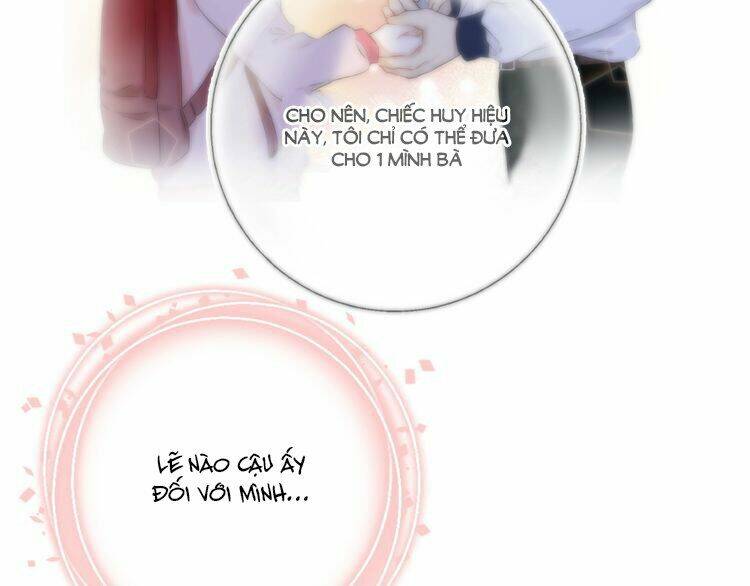 CHO NÊN, CHIẾC HUY HIỆU
NÀY, TÔI CHỈ CÓ THỂ ĐƯA
CHO 1 MÌNH BÀ
LẼ NÀO CẬU ẤY
ĐỐI VỚI MÌNH...